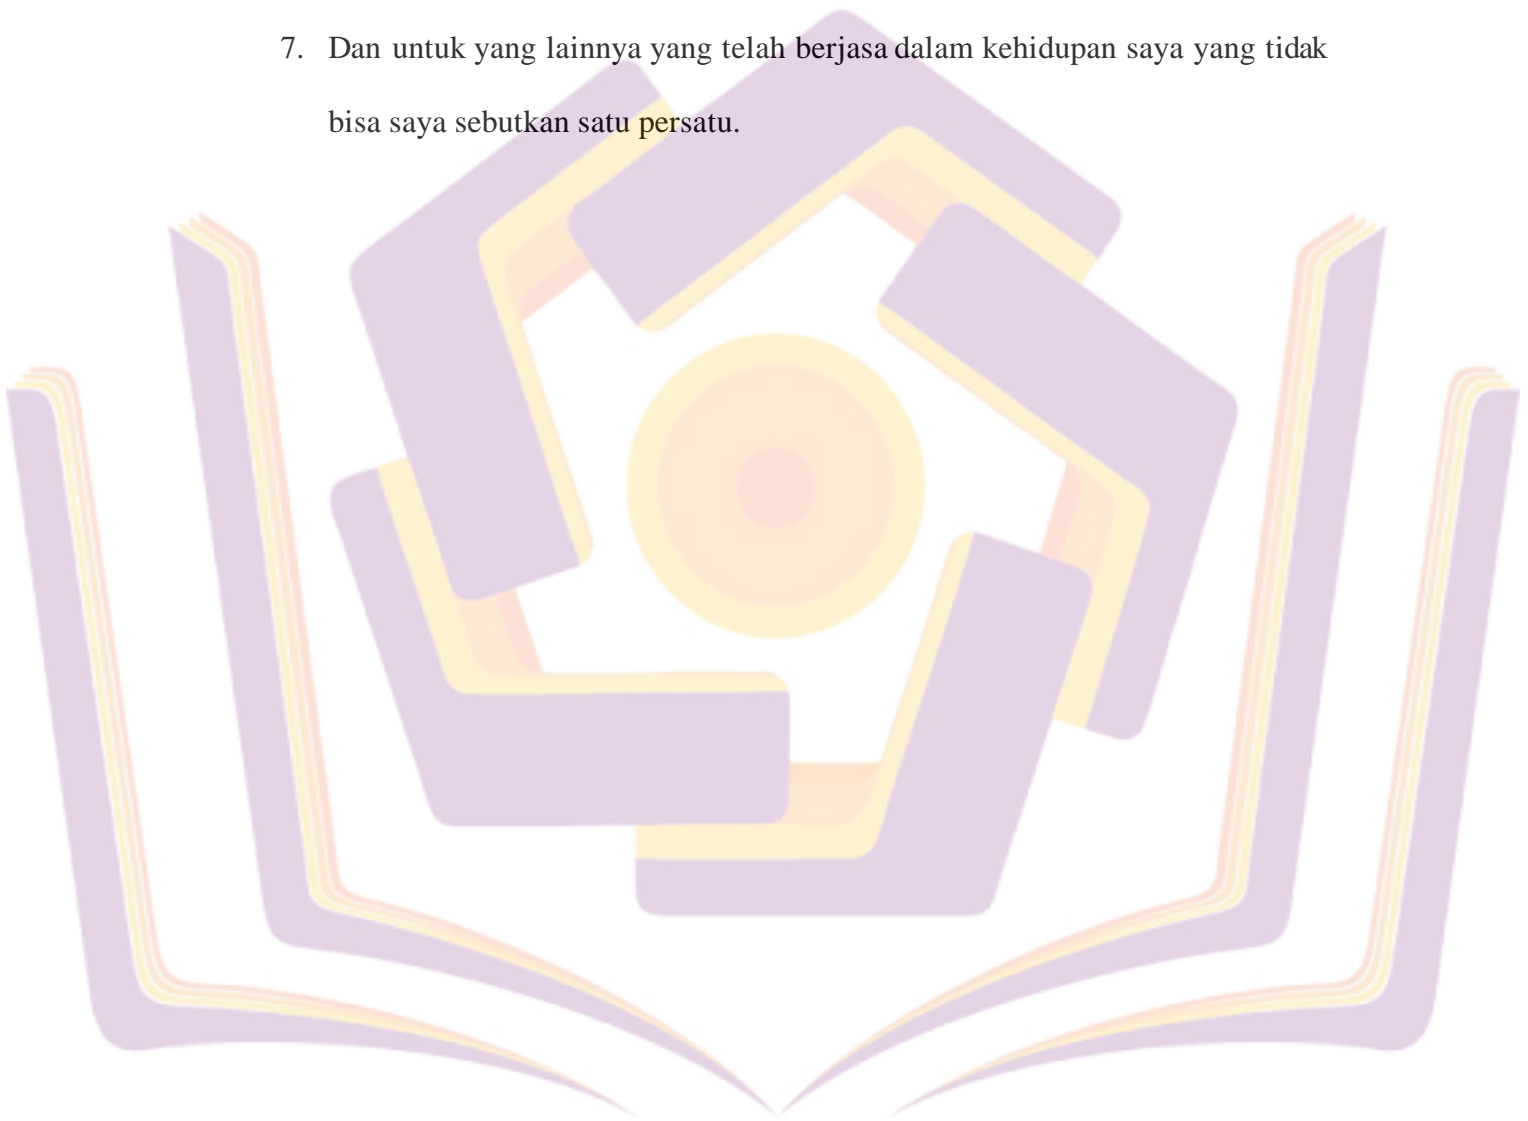 7. Dan untuk yang lainnya yang telah berjasa dalam kehidupan saya yang tidak
bisa saya sebutkan satu persatu.